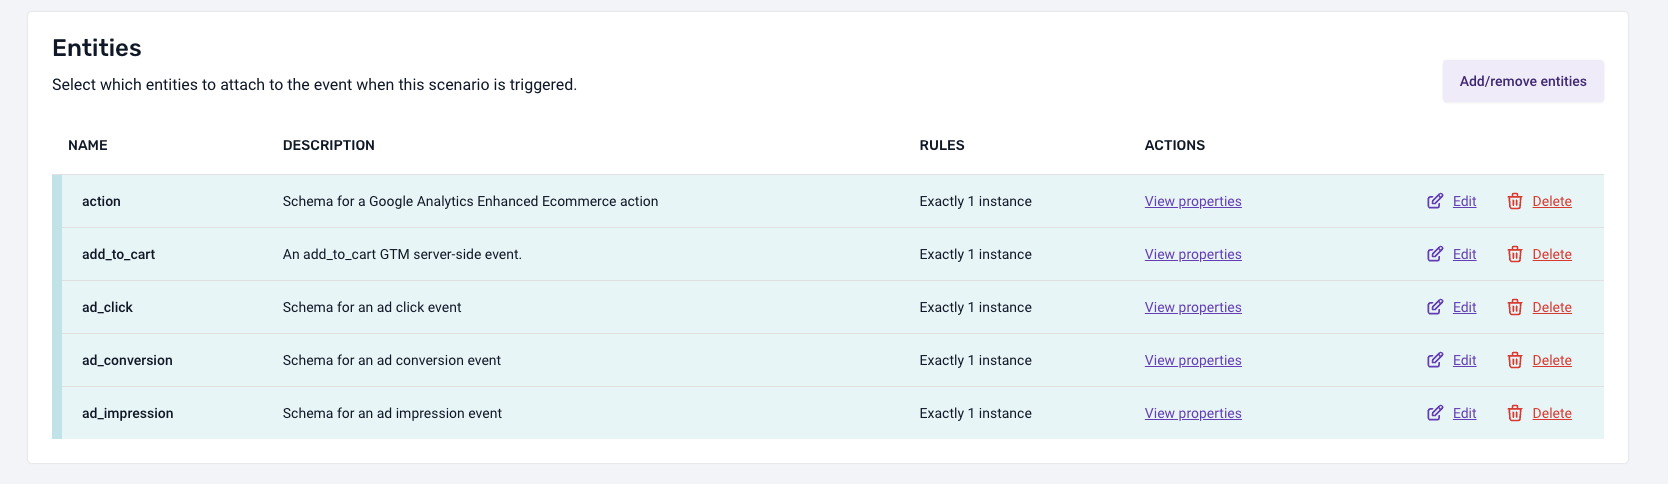 Entities
Select which entities to attach to the event when this scenario is triggered.
Add/remove entities
NAME DESCRIPTION RULES ACTIONS
action Schema for a Google Analytics Enhanced Ecommerce action Exactly 1 instance View properties Edit Delete
add_to_cart An add_to_cart GTM server-side event. Exactly 1 instance View properties Edit Delete
ad_click Schema for an ad click event Exactly 1 instance View properties Edit Delete
ad_conversion Schema for an ad conversion event Exactly 1 instance View properties Edit Delete
ad_impression Schema for an ad impression event Exactly 1 instance View properties Edit Delete